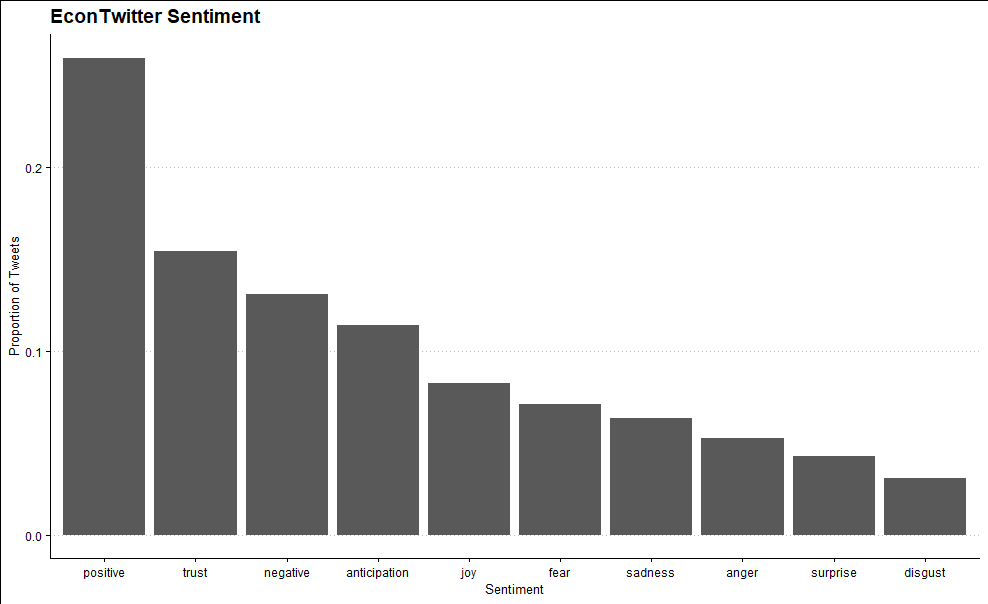 EconTwitter Sentiment
Proportion of Tweets
0.2
0.1
0.0
positive trust negative anticipation joy fear sadness anger surprise disgust
Sentiment